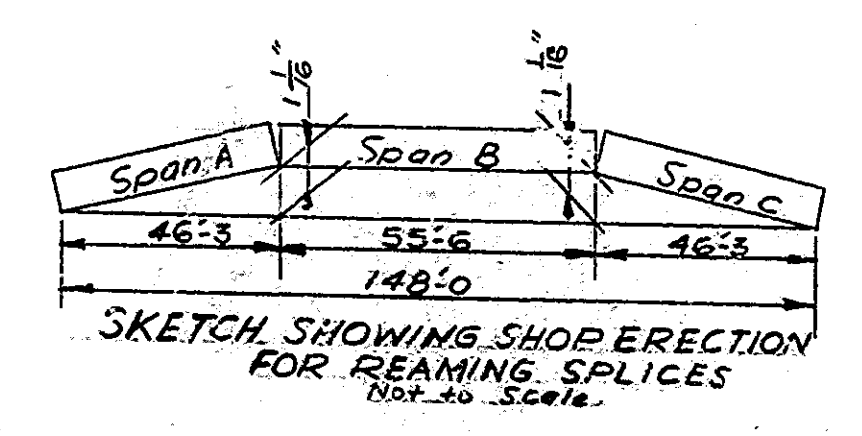 1 1/16" 1 1/16"
Span A Span B Span C
46'-3 55'-6 46'-3
148'-0
SKETCH SHOWING SHOP ERECTION
FOR REAMING SPLICES
Not to Scale